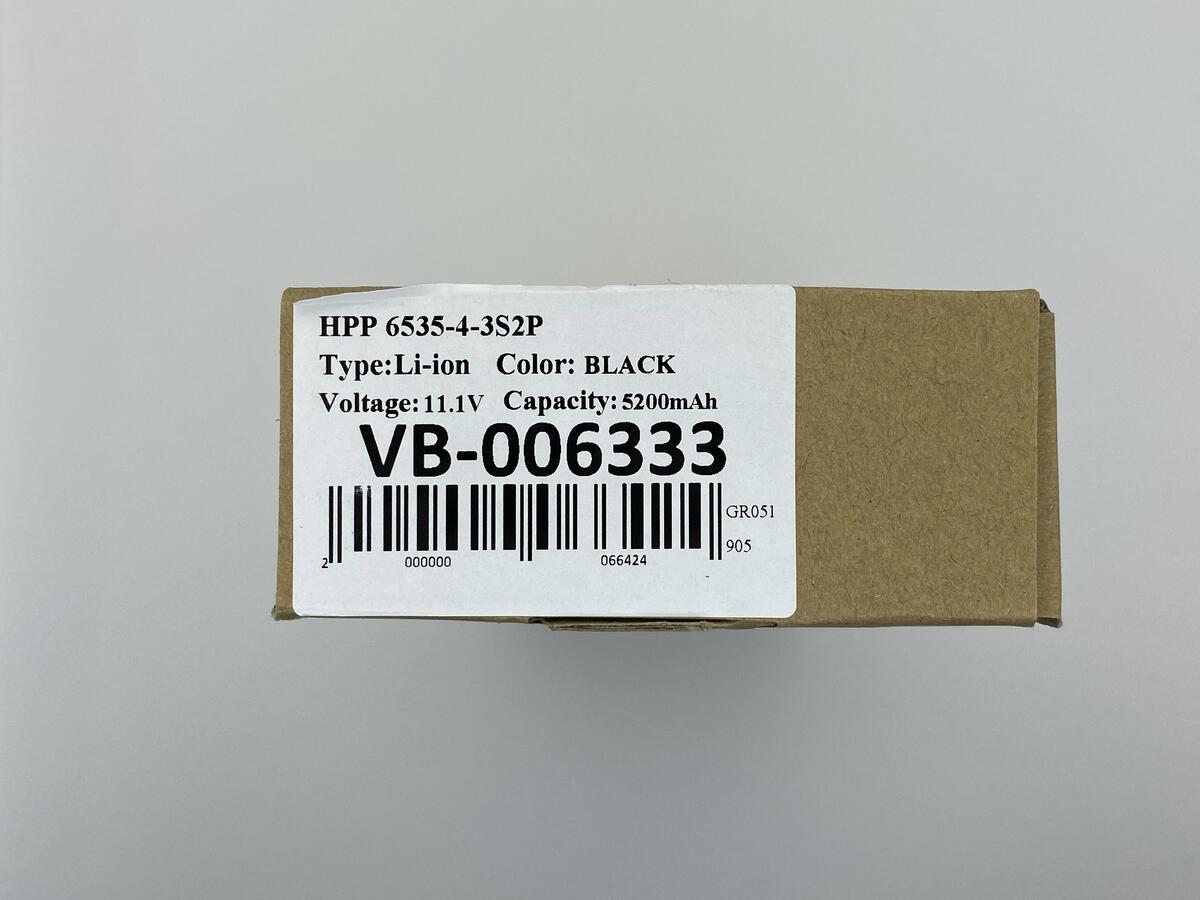 HPP 6535-4-3S2P
Type:Li-ion Color: BLACK
Voltage: 11.1V Capacity: 5200mAh
VB-006333
GR051
905
2 000000 066424